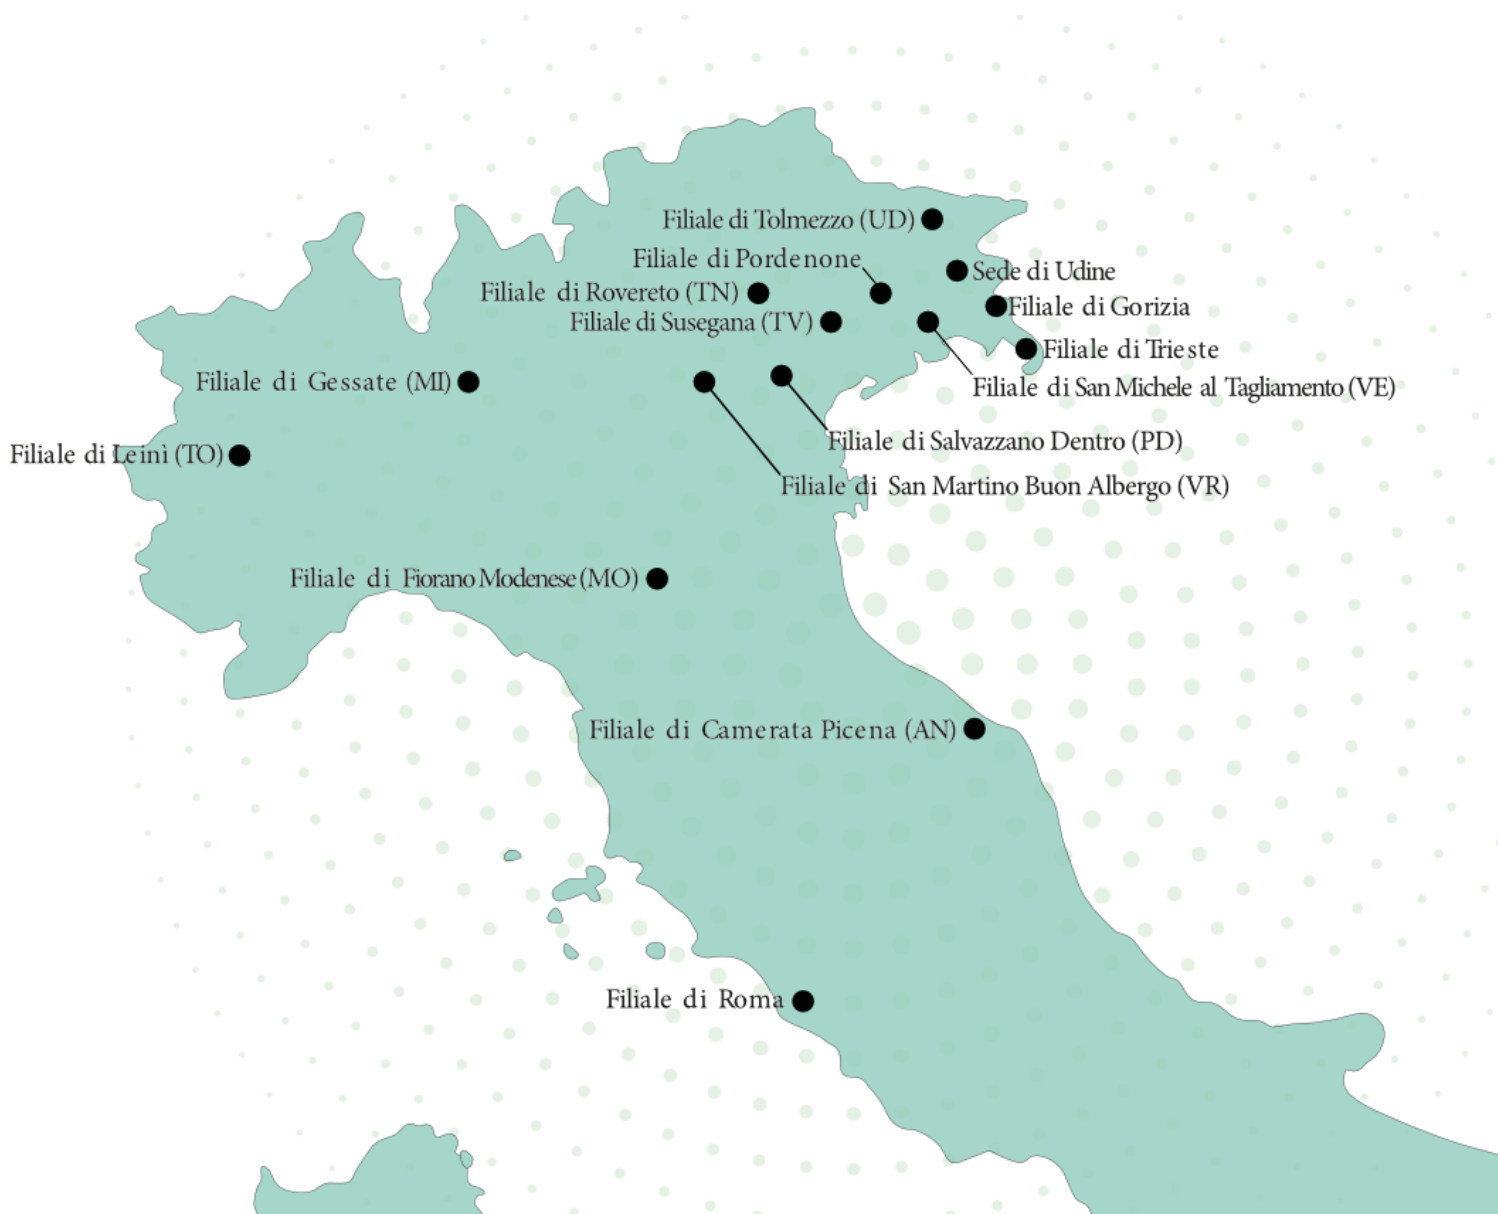 Filiale di Tolmezzo (UD)
Filiale di Pordenone
Sede di Udine
Filiale di Rovereto (TN)
Filiale di Gorizia
Filiale di Susegana (TV)
Filiale di Trieste
Filiale di Gessate (MI)
Filiale di San Michele al Tagliamento (VE)
Filiale di Salvazzano Dentro (PD)
Filiale di Leinì (TO)
Filiale di San Martino Buon Albergo (VR)
Filiale di Fiorano Modenese (MO)
Filiale di Camerata Picena (AN)
Filiale di Roma